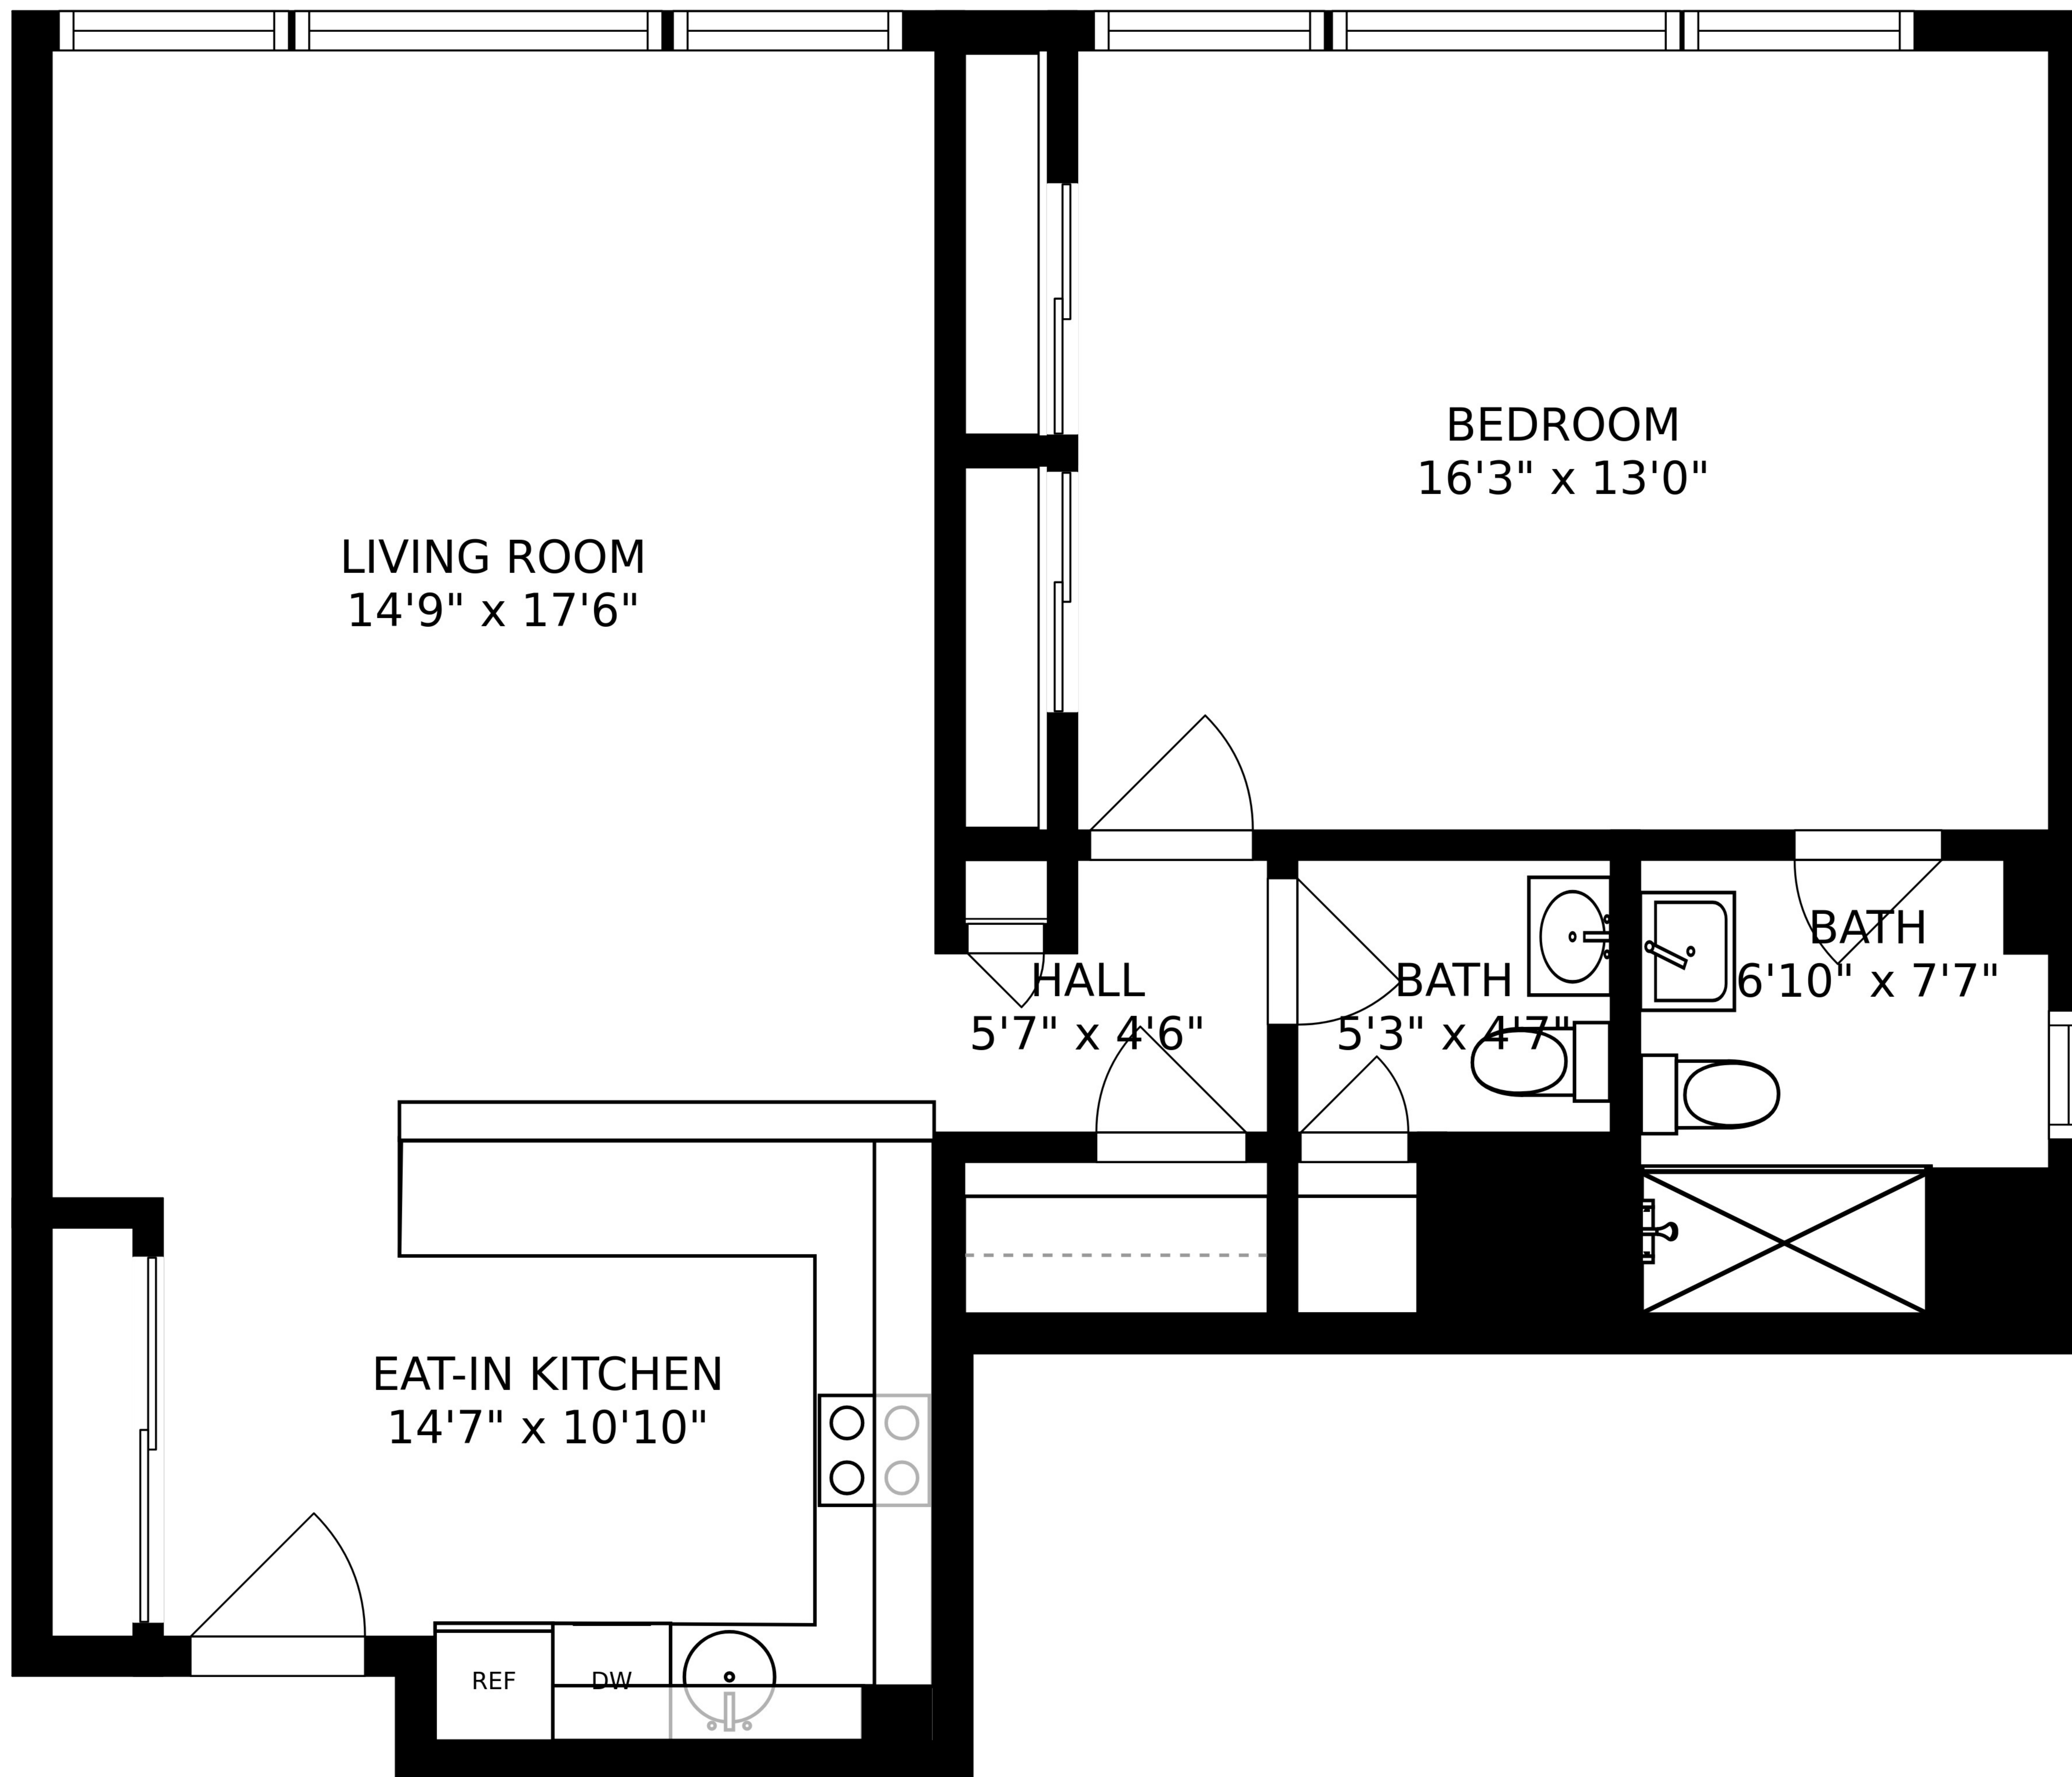 BEDROOM
16'3" x 13'0"
LIVING ROOM
14'9" x 17'6"
HALL
5'7" x 4'6"
BATH
5'3" x 4'7"
BATH
6'10" x 7'7"
EAT-IN KITCHEN
14'7" x 10'10"
REF
DW